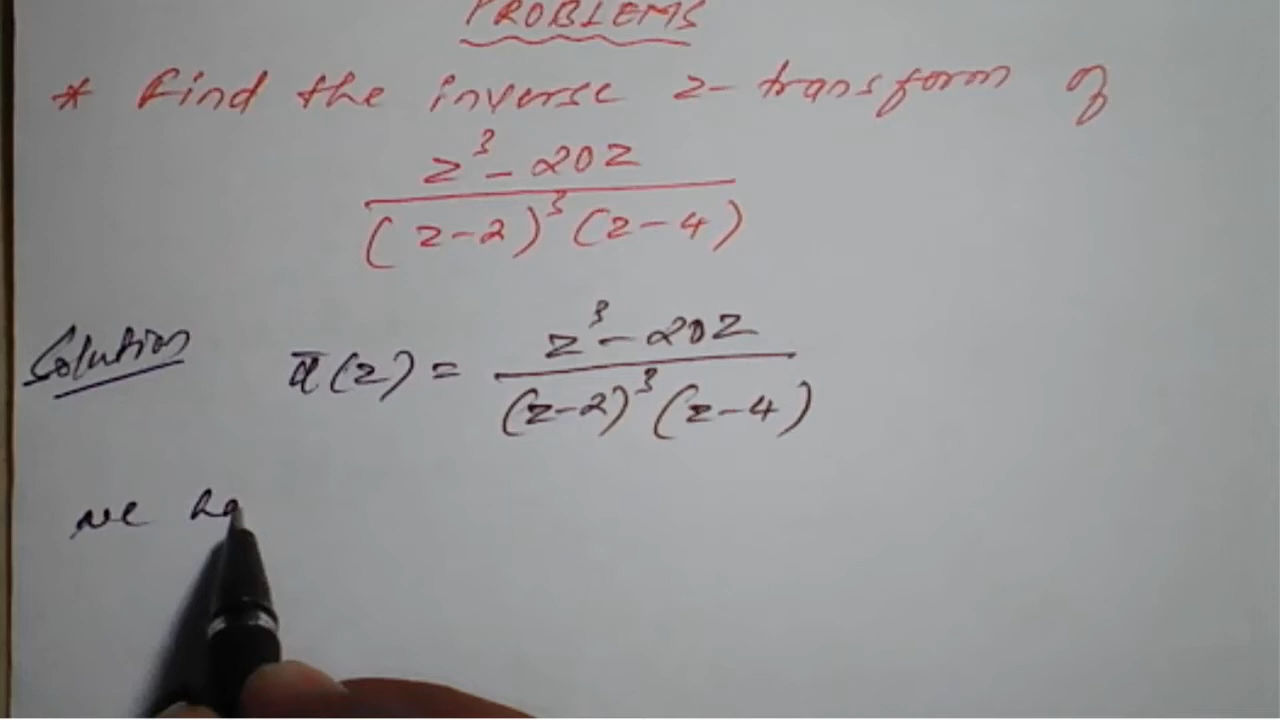 PROBLEMS
* Find the inverse z-transform of
z³ - 20z
(z-2)³ (z-4)
Solution x̄(z) = z³ - 20z
(z-2)³ (z-4)
we ha